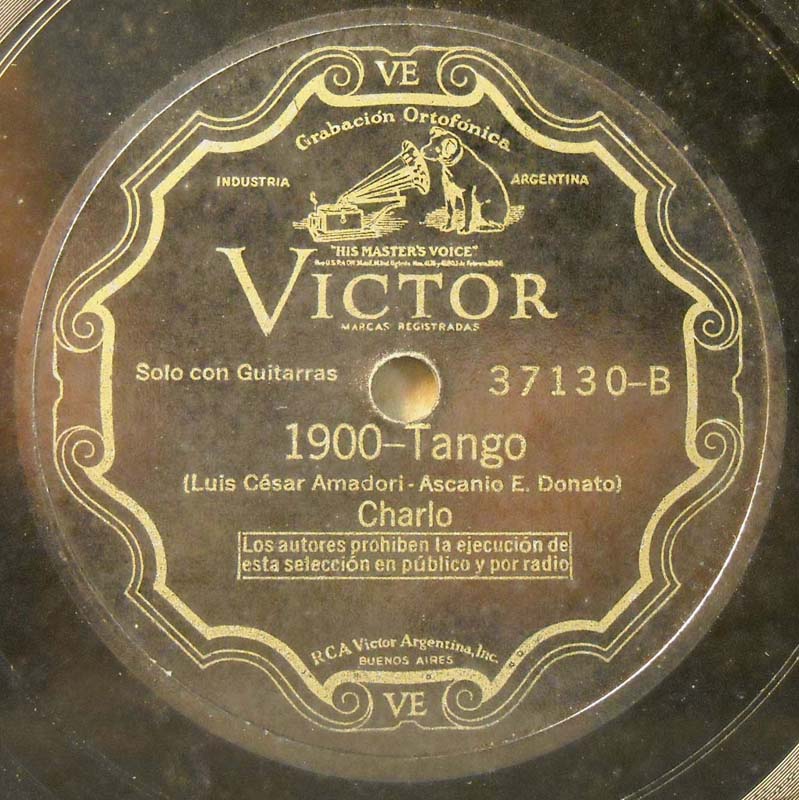 VE
Grabación Ortofónica
INDUSTRIA ARGENTINA
"HIS MASTER'S VOICE"
VICTOR
MARCAS REGISTRADAS
Solo con Guitarras 37130-B
1900-Tango
(Luis César Amadori - Ascanio E. Donato)
Charlo
Los autores prohiben la ejecución de
esta selección en público y por radio
RCA Victor Argentina, Inc.
BUENOS AIRES
VE